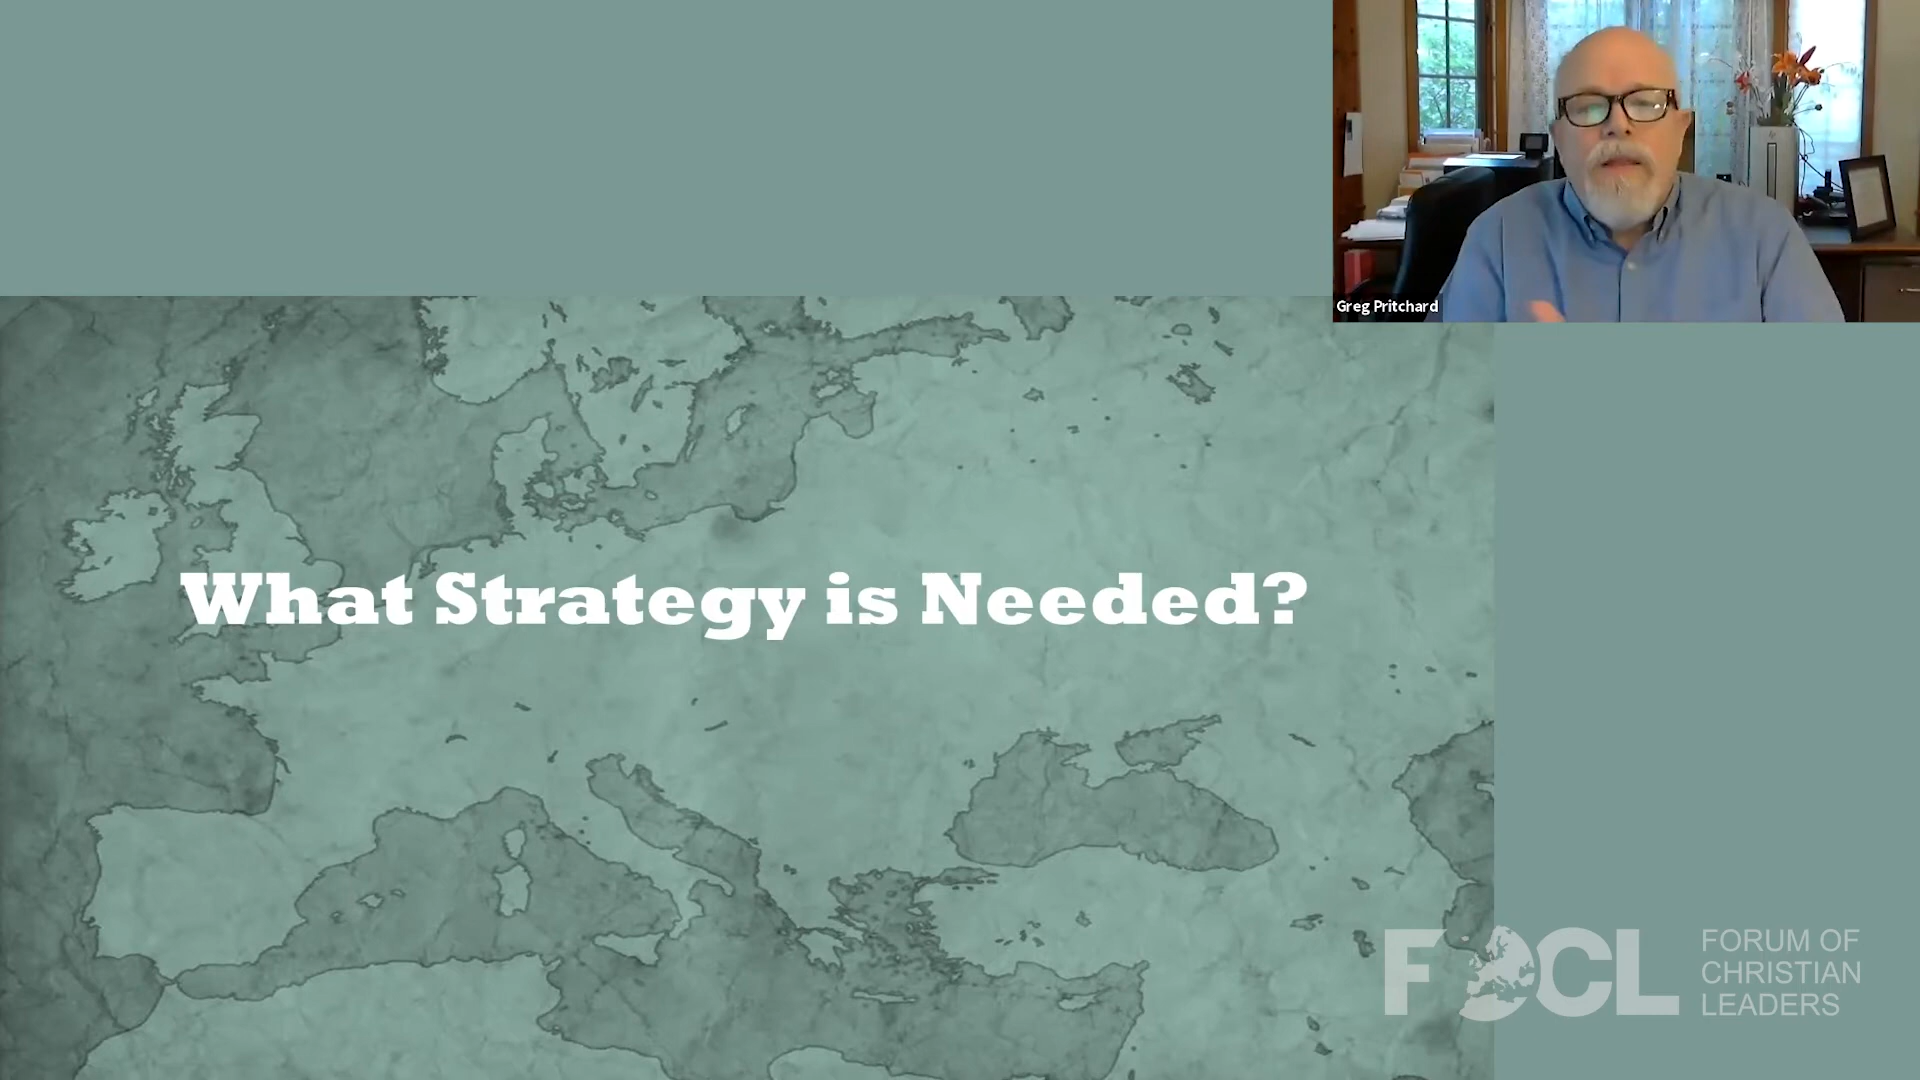 Greg Pritchard
What Strategy is Needed?
FOCL
FORUM OF
CHRISTIAN
LEADERS